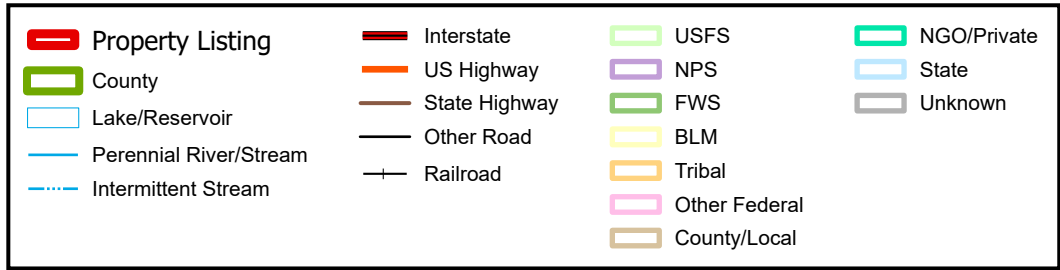 Property Listing
County
Lake/Reservoir
Perennial River/Stream
Intermittent Stream
Interstate
US Highway
State Highway
Other Road
Railroad
USFS
NPS
FWS
BLM
Tribal
Other Federal
County/Local
NGO/Private
State
Unknown